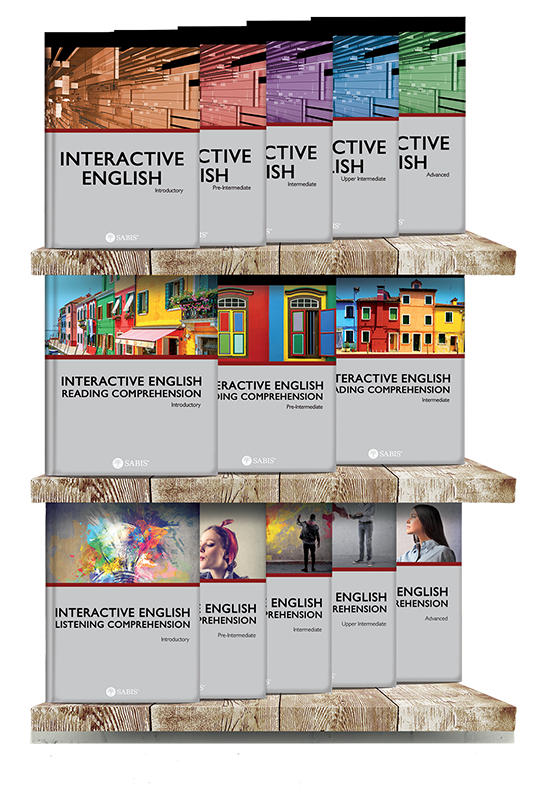 INTERACTIVE
ENGLISH
Introductory
SABIS®
CTIVE
ISH
Pre-Intermediate
CTIVE
ISH
Intermediate
CTIVE
ISH
Upper Intermediate
CTIVE
ISH
Advanced
INTERACTIVE ENGLISH
READING COMPREHENSION
Introductory
SABIS®
ERACTIVE ENGLISH
DING COMPREHENSION
Pre-Intermediate
SABIS®
TERACTIVE ENGLISH
ADING COMPREHENSION
Intermediate
SABIS®
INTERACTIVE ENGLISH
LISTENING COMPREHENSION
Introductory
SABIS®
E ENGLISH
PREHENSION
Pre-Intermediate
ENGLISH
REHENSION
Intermediate
ENGLISH
REHENSION
Upper Intermediate
ENGLISH
REHENSION
Advanced